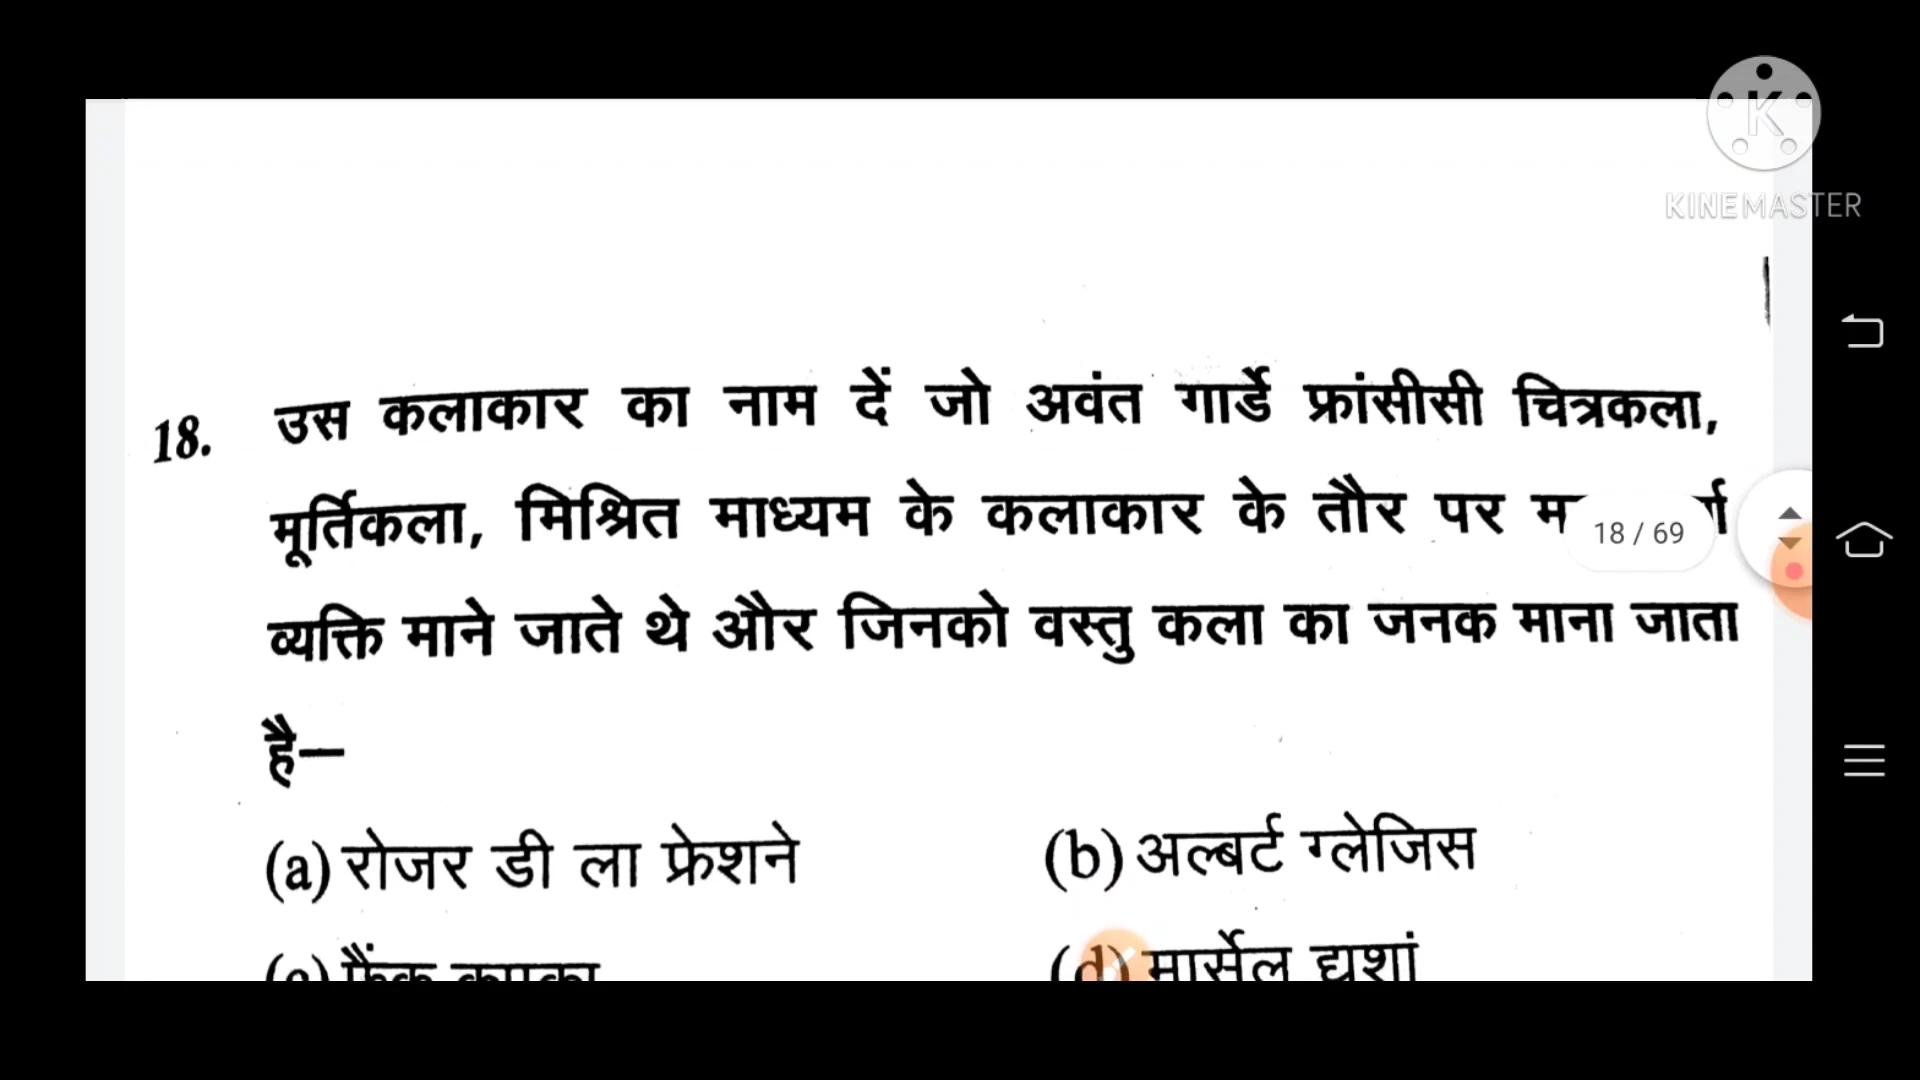 KINEMASTER
18. उस कलाकार का नाम दें जो अवंत गार्डे फ्रांसीसी चित्रकला,
मूर्तिकला, मिश्रित माध्यम के कलाकार के तौर पर
18 / 69
व्यक्ति माने जाते थे और जिनको वस्तु कला का जनक माना जाता
है—
(a) रोजर डी ला फ्रेशने (b) अल्बर्ट ग्लेजिस
(d) मार्सेल